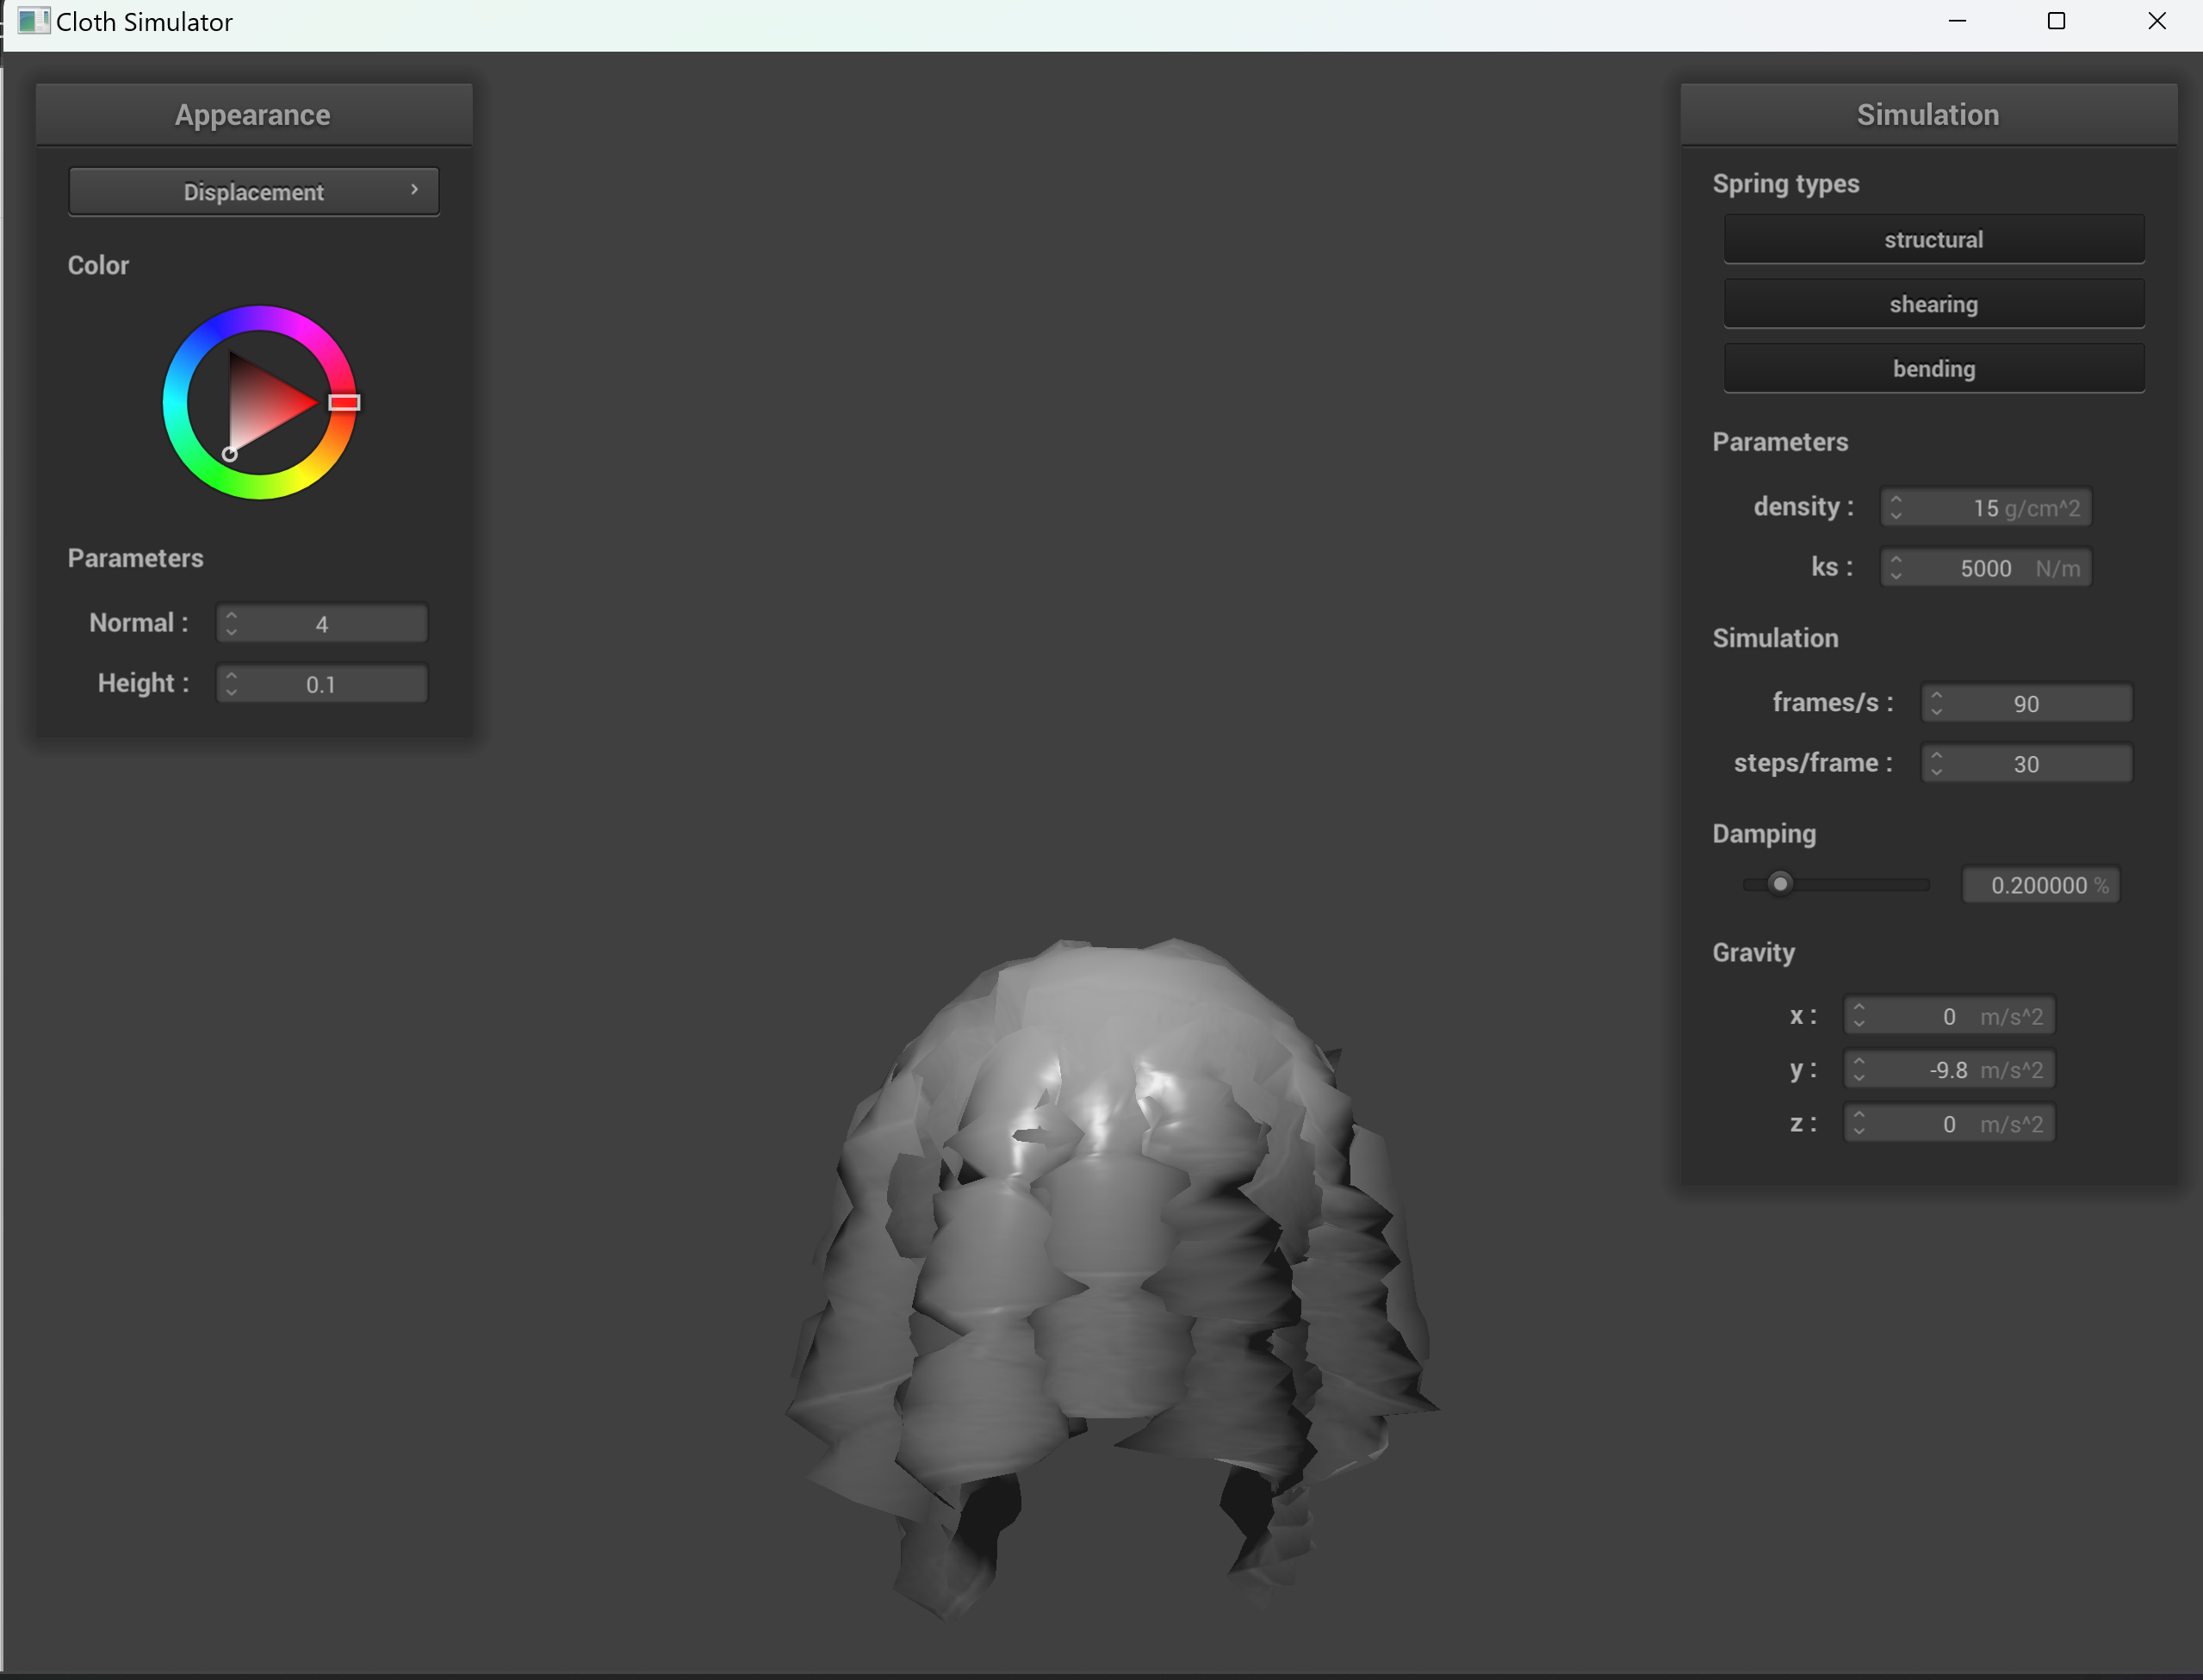 Cloth Simulator
Appearance
Displacement
Color
Parameters
Normal : 4
Height : 0.1
Simulation
Spring types
structural
shearing
bending
Parameters
density : 15 g/cm^2
ks : 5000 N/m
Simulation
frames/s : 90
steps/frame : 30
Damping
0.200000 %
Gravity
x : 0 m/s^2
y : -9.8 m/s^2
z : 0 m/s^2